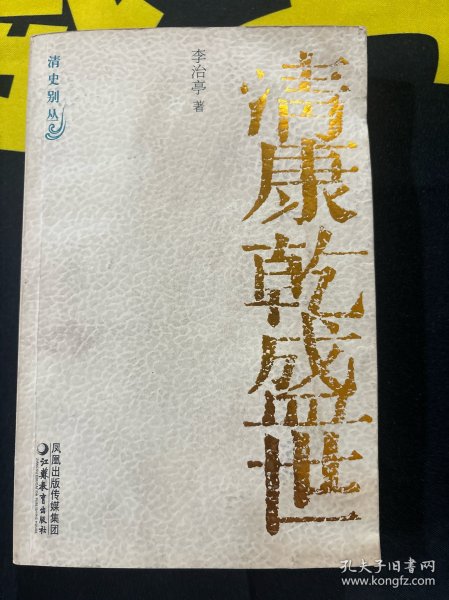 清康乾盛世
李治亭 著
清史别丛
凤凰出版传媒集团
江苏教育出版社
孔夫子旧书网
www.kongfz.com